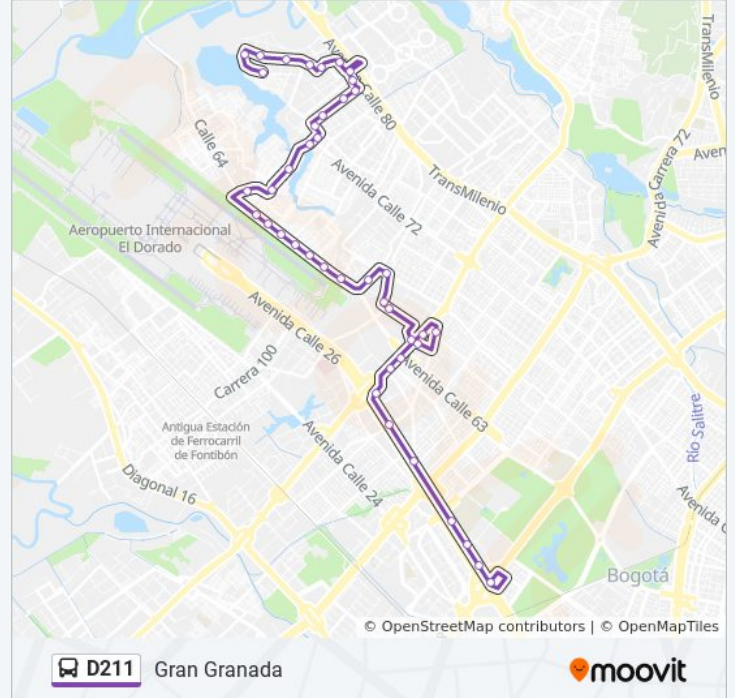 Avenida Calle 80
TransMilenio
Calle 64
Avenida Carrera 72
Aven
Avenida Calle 72
TransMilenio
Aeropuerto Internacional
El Dorado
Avenida Calle 26
Carrera 100
Avenida Calle 63
Antigua Estación
de Ferrocarril
de Fontibón
Avenida Calle 24
Río Salitre
Diagonal 16
Avenida C
Bogotá
© OpenStreetMap contributors | © OpenMapTiles
D211 Gran Granada
moovit